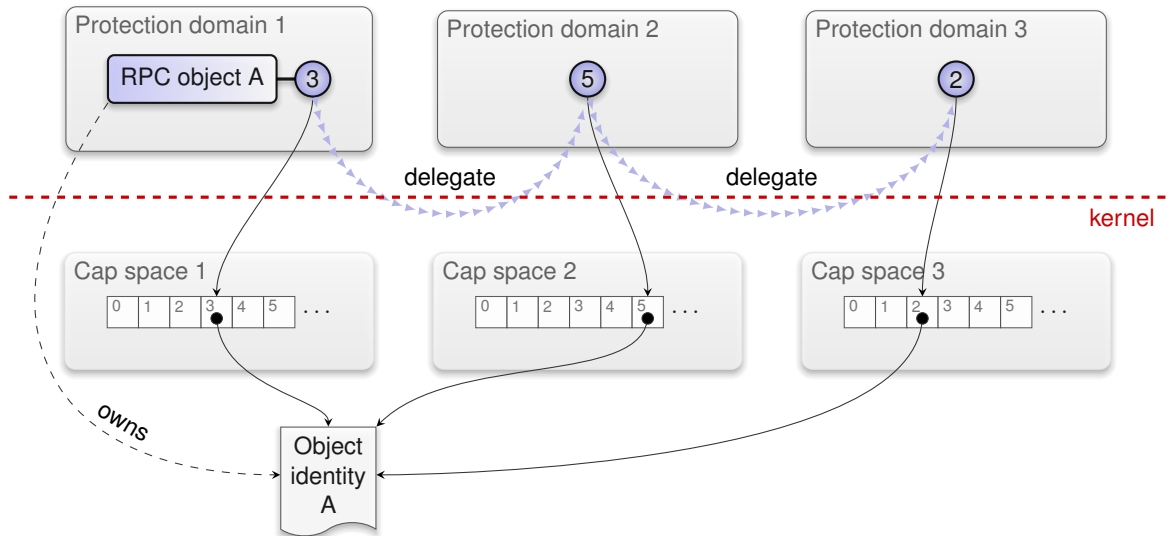 Protection domain 1
Protection domain 2
Protection domain 3
RPC object A
3
5
2
delegate
delegate
kernel
Cap space 1
Cap space 2
Cap space 3
0 1 2 3 4 5 ...
0 1 2 3 4 5 ...
0 1 2 3 4 5 ...
owns
Object
identity
A